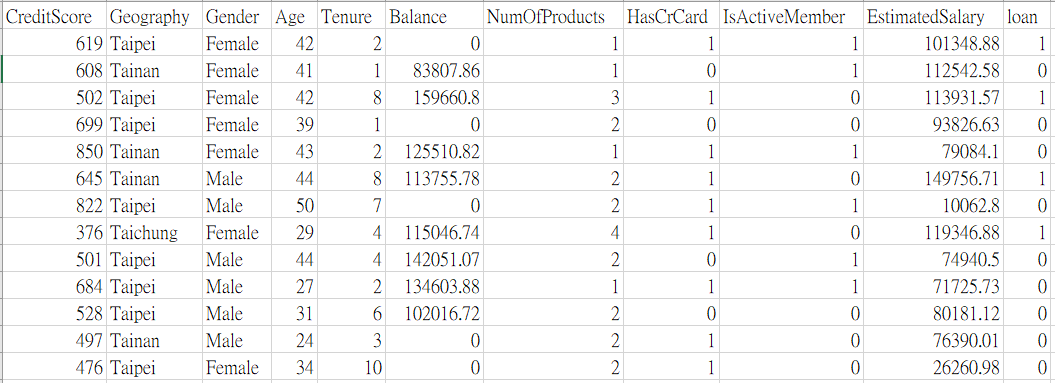 CreditScore Geography Gender Age Tenure Balance NumOfProducts HasCrCard IsActiveMember EstimatedSalary loan
619 Taipei Female 42 2 0 1 1 1 101348.88 1
608 Tainan Female 41 1 83807.86 1 0 1 112542.58 0
502 Taipei Female 42 8 159660.8 3 1 0 113931.57 1
699 Taipei Female 39 1 0 2 0 0 93826.63 0
850 Tainan Female 43 2 125510.82 1 1 1 79084.1 0
645 Tainan Male 44 8 113755.78 2 1 0 149756.71 1
822 Taipei Male 50 7 0 2 1 1 10062.8 0
376 Taichung Female 29 4 115046.74 4 1 0 119346.88 1
501 Taipei Male 44 4 142051.07 2 0 1 74940.5 0
684 Taipei Male 27 2 134603.88 1 1 1 71725.73 0
528 Taipei Male 31 6 102016.72 2 0 0 80181.12 0
497 Tainan Male 24 3 0 2 1 0 76390.01 0
476 Taipei Female 34 10 0 2 1 0 26260.98 0